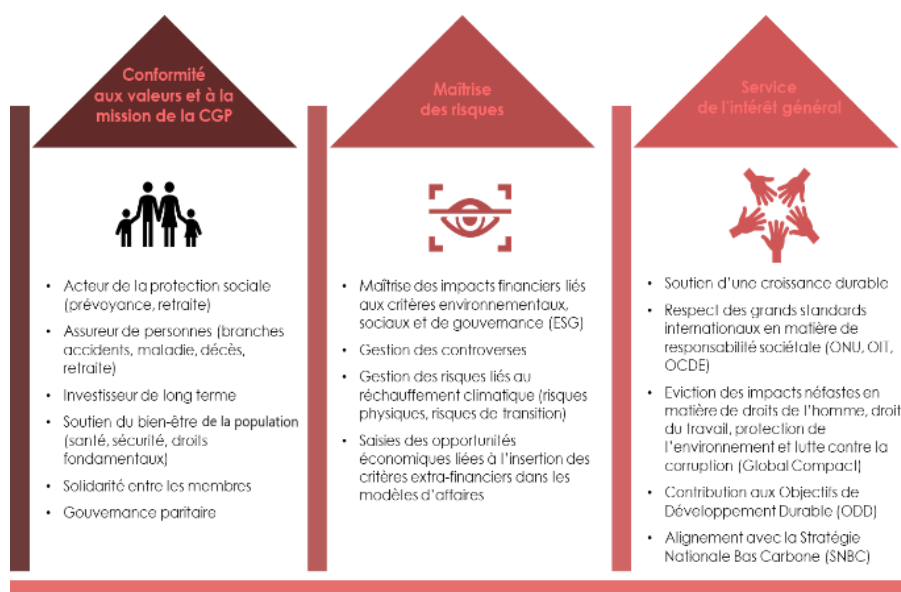 Conformité
aux valeurs et à la
mission de la CGP
• Acteur de la protection sociale
(prévoyance, retraite)
• Assureur de personnes (branches
accidents, maladie, décès,
retraite)
• Investisseur de long terme
• Soutien du bien-être de la population
(santé, sécurité, droits
fondamentaux)
• Solidarité entre les membres
• Gouvernance paritaire
Maîtrise
des risques
• Maîtrise des impacts financiers liés
aux critères environnementaux,
sociaux et de gouvernance (ESG)
• Gestion des controverses
• Gestion des risques liés au
réchauffement climatique (risques
physiques, risques de transition)
• Saisies des opportunités
économiques liées à l’insertion des
critères extra-financiers dans les
modèles d’affaires
Service
de l’intérêt général
• Soutien d’une croissance durable
• Respect des grands standards
internationaux en matière de
responsabilité sociétale (ONU, OIT,
OCDE)
• Eviction des impacts néfastes en
matière de droits de l’homme, droit
du travail, protection de
l’environnement et lutte contre la
corruption (Global Compact)
• Contribution aux Objectifs de
Développement Durable (ODD)
• Alignement avec la Stratégie
Nationale Bas Carbone (SNBC)